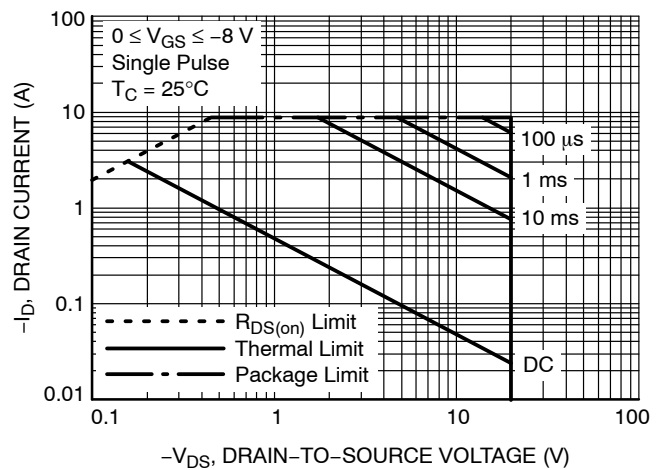 100
10
1
0.1
0.01
-I_D, DRAIN CURRENT (A)
0 ≤ V_GS ≤ −8 V
Single Pulse
T_C = 25°C
100 μs
1 ms
10 ms
DC
R_DS(on) Limit
Thermal Limit
Package Limit
0.1
1
10
100
-V_DS, DRAIN−TO−SOURCE VOLTAGE (V)